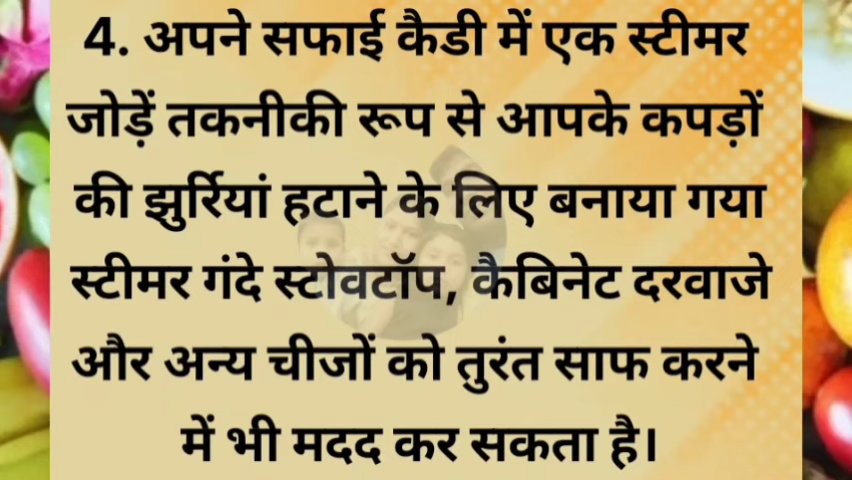 4. अपने सफाई कैडी में एक स्टीमर
जोड़ें तकनीकी रूप से आपके कपड़ों
की झुर्रियां हटाने के लिए बनाया गया
स्टीमर गंदे स्टोवटॉप, कैबिनेट दरवाजे
और अन्य चीजों को तुरंत साफ करने
में भी मदद कर सकता है।